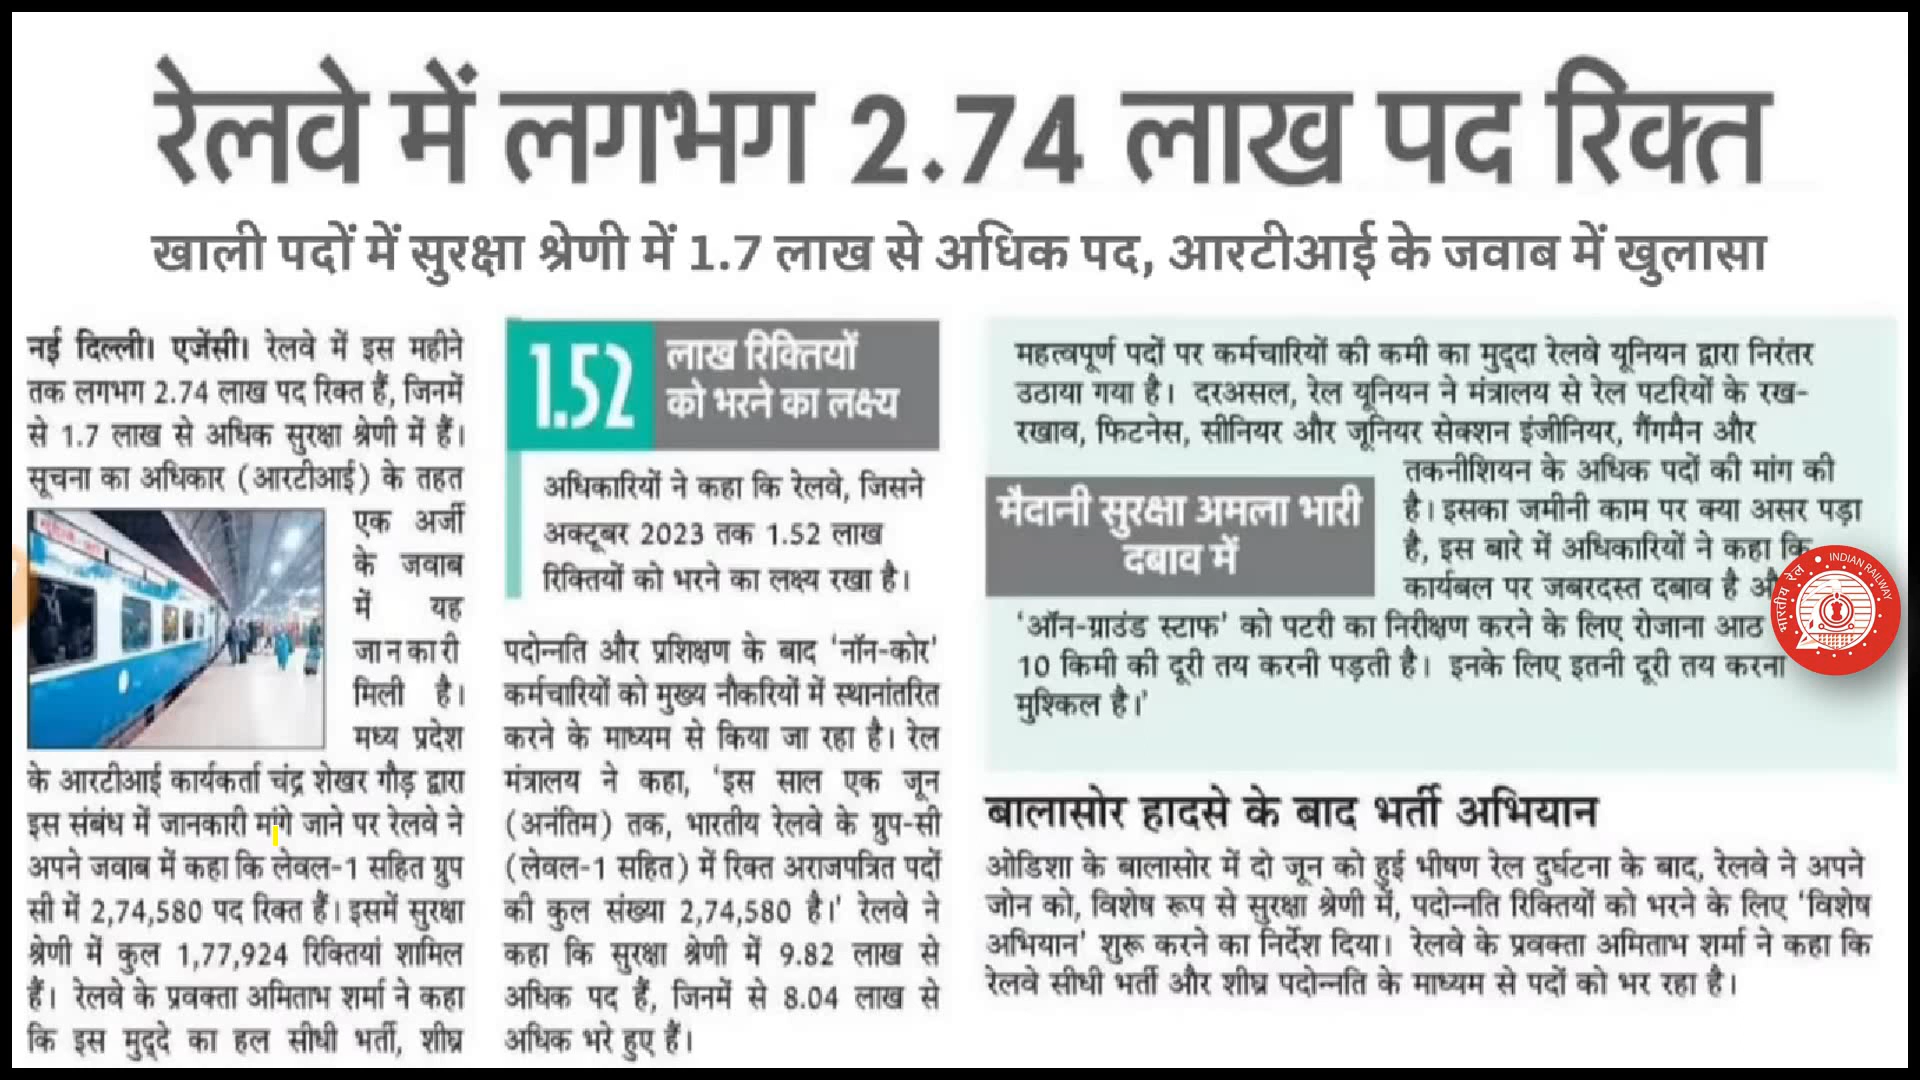 रेलवे में लगभग 2.74 लाख पद रिक्त
खाली पदों में सुरक्षा श्रेणी में 1.7 लाख से अधिक पद, आरटीआई के जवाब में खुलासा
नई दिल्ली। एजेंसी। रेलवे में इस महीने
तक लगभग 2.74 लाख पद रिक्त हैं, जिनमें
से 1.7 लाख से अधिक सुरक्षा श्रेणी में हैं।
सूचना का अधिकार (आरटीआई) के तहत
एक अर्जी
के जवाब
में यह
जानकारी
मिली है।
मध्य प्रदेश
के आरटीआई कार्यकर्ता चंद्र शेखर गौड़ द्वारा
इस संबंध में जानकारी मांगे जाने पर रेलवे ने
अपने जवाब में कहा कि लेवल-1 सहित ग्रुप
सी में 2,74,580 पद रिक्त हैं। इसमें सुरक्षा
श्रेणी में कुल 1,77,924 रिक्तियां शामिल
हैं। रेलवे के प्रवक्ता अमिताभ शर्मा ने कहा
कि इस मुद्दे का हल सीधी भर्ती, शीघ्र
1.52 लाख रिक्तियों
को भरने का लक्ष्य
अधिकारियों ने कहा कि रेलवे, जिसने
अक्टूबर 2023 तक 1.52 लाख
रिक्तियों को भरने का लक्ष्य रखा है।
पदोन्नति और प्रशिक्षण के बाद 'नॉन-कोर'
कर्मचारियों को मुख्य नौकरियों में स्थानांतरित
करने के माध्यम से किया जा रहा है। रेल
मंत्रालय ने कहा, 'इस साल एक जून
(अनंतिम) तक, भारतीय रेलवे के ग्रुप-सी
(लेवल-1 सहित) में रिक्त अराजपत्रित पदों
की कुल संख्या 2,74,580 है।' रेलवे ने
कहा कि सुरक्षा श्रेणी में 9.82 लाख से
अधिक पद हैं, जिनमें से 8.04 लाख से
अधिक भरे हुए हैं।
महत्वपूर्ण पदों पर कर्मचारियों की कमी का मुद्दा रेलवे यूनियन द्वारा निरंतर
उठाया गया है। दरअसल, रेल यूनियन ने मंत्रालय से रेल पटरियों के रख-
रखाव, फिटनेस, सीनियर और जूनियर सेक्शन इंजीनियर, गैंगमैन और
तकनीशियन के अधिक पदों की मांग की
है। इसका जमीनी काम पर क्या असर पड़ा
है, इस बारे में अधिकारियों ने कहा कि
कार्यबल पर जबरदस्त दबाव है
मैदानी सुरक्षा अमला भारी
दबाव में
'ऑन-ग्राउंड स्टाफ' को पटरी का निरीक्षण करने के लिए रोजाना आठ
10 किमी की दूरी तय करनी पड़ती है। इनके लिए इतनी दूरी तय करना
मुश्किल है।'
भारतीय रेल
INDIAN RAILWAY
बालासोर हादसे के बाद भर्ती अभियान
ओडिशा के बालासोर में दो जून को हुई भीषण रेल दुर्घटना के बाद, रेलवे ने अपने
जोन को, विशेष रूप से सुरक्षा श्रेणी में, पदोन्नति रिक्तियों को भरने के लिए 'विशेष
अभियान' शुरू करने का निर्देश दिया। रेलवे के प्रवक्ता अमिताभ शर्मा ने कहा कि
रेलवे सीधी भर्ती और शीघ्र पदोन्नति के माध्यम से पदों को भर रहा है।